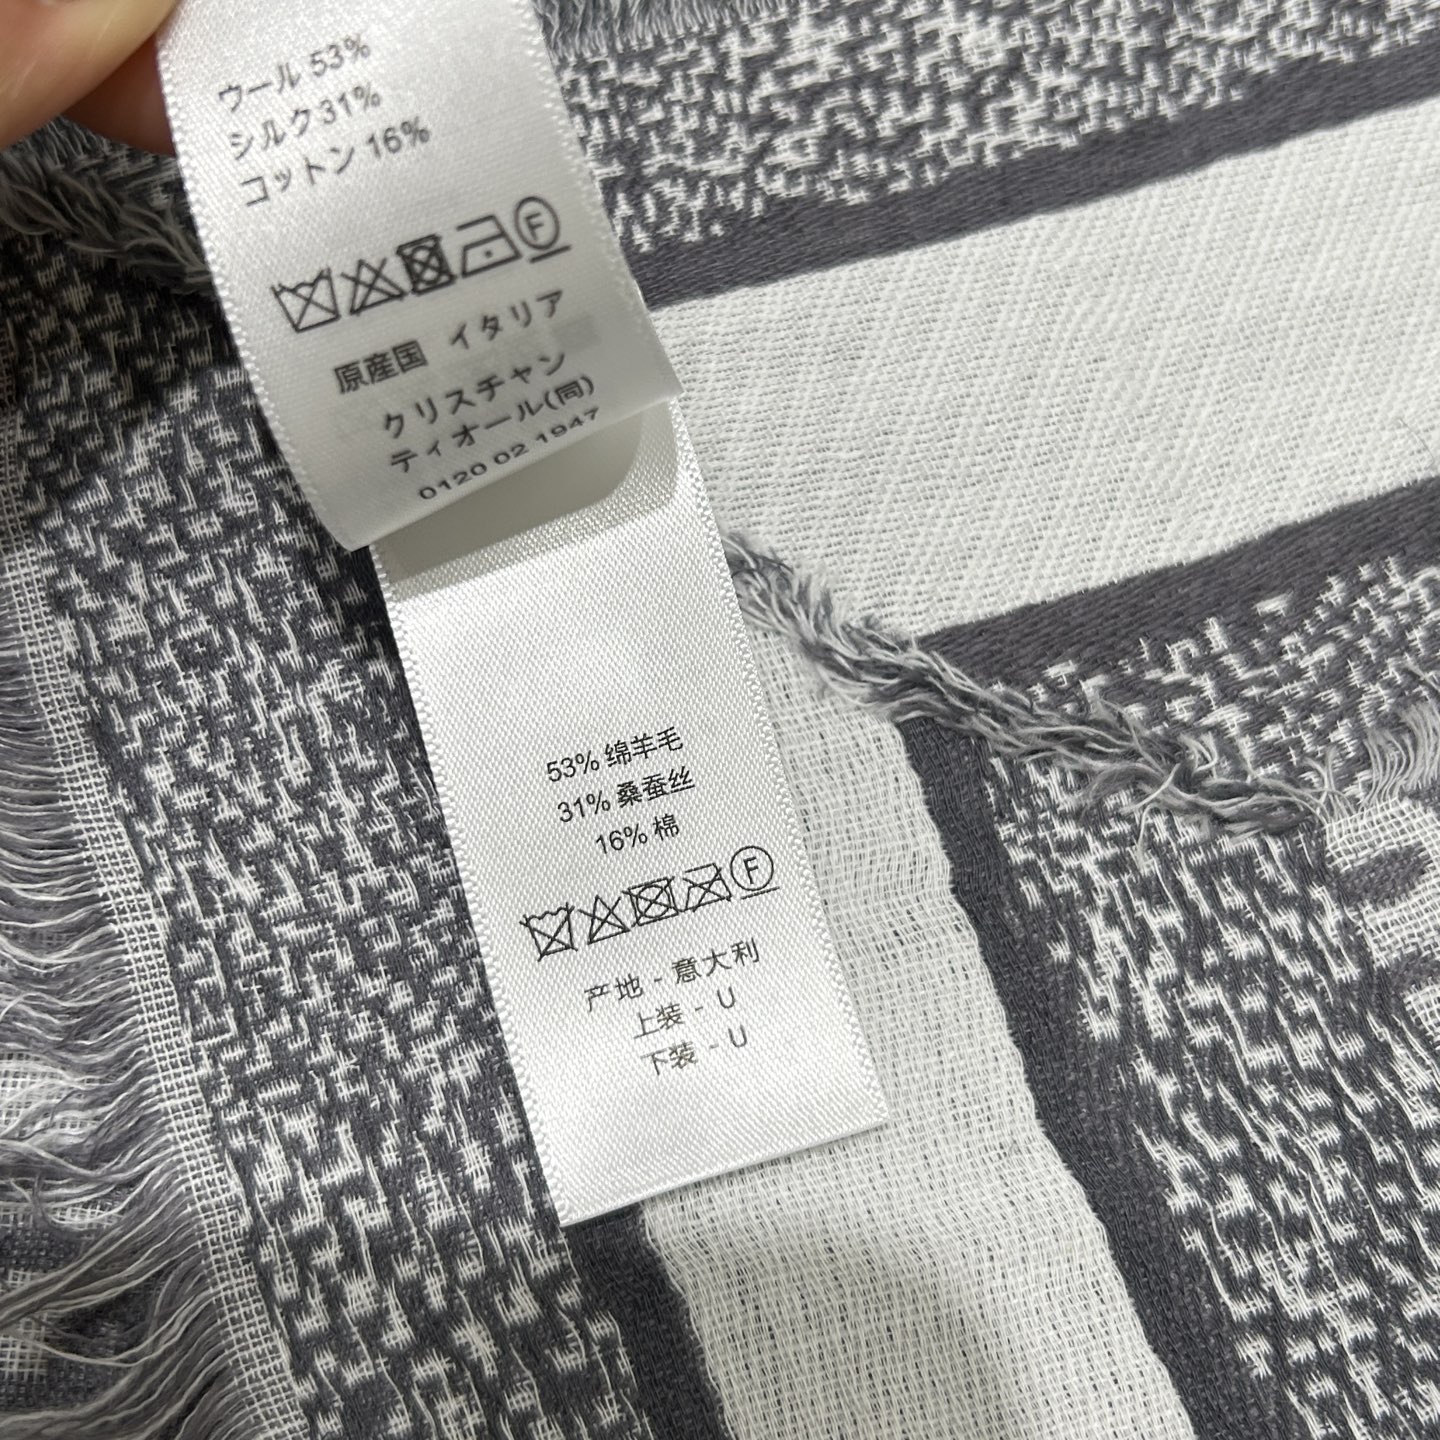 ウール 53%
シルク31%
コットン 16%
F
原産国 イタリア
クリスチャン
ディオール(同)
0120 02 1947
53% 绵羊毛
31% 桑蚕丝
16% 棉
F
产地 - 意大利
上装 - U
下装 - U